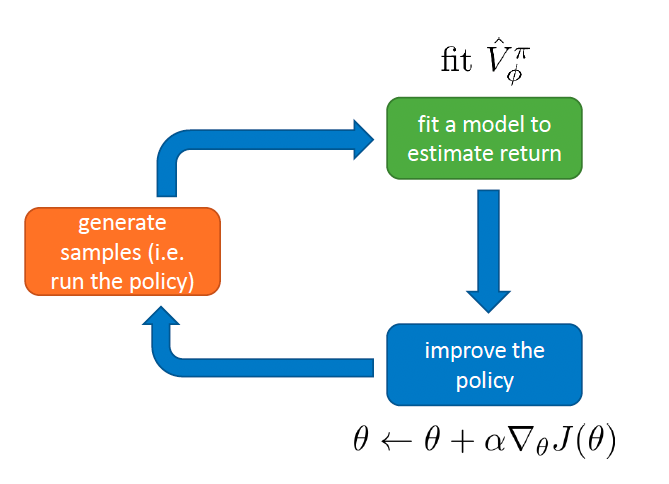 fit $\hat{V}^{\pi}_{\phi}$
fit a model to
estimate return
generate
samples (i.e.
run the policy)
improve the
policy
$\theta \leftarrow \theta + \alpha \nabla_{\theta} J(\theta)$